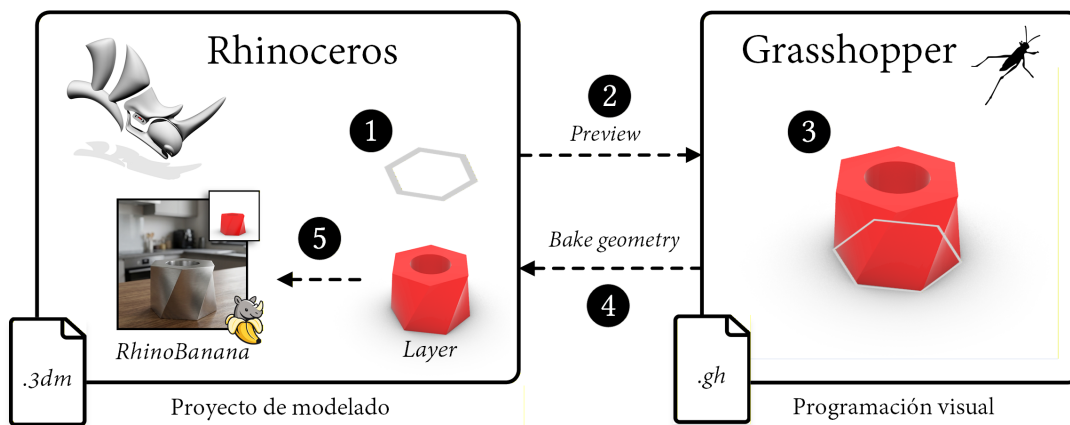 Rhinoceros
Grasshopper
1
2
Preview
3
5
Bake geometry
4
RhinoBanana
Layer
.3dm
.gh
Proyecto de modelado
Programación visual